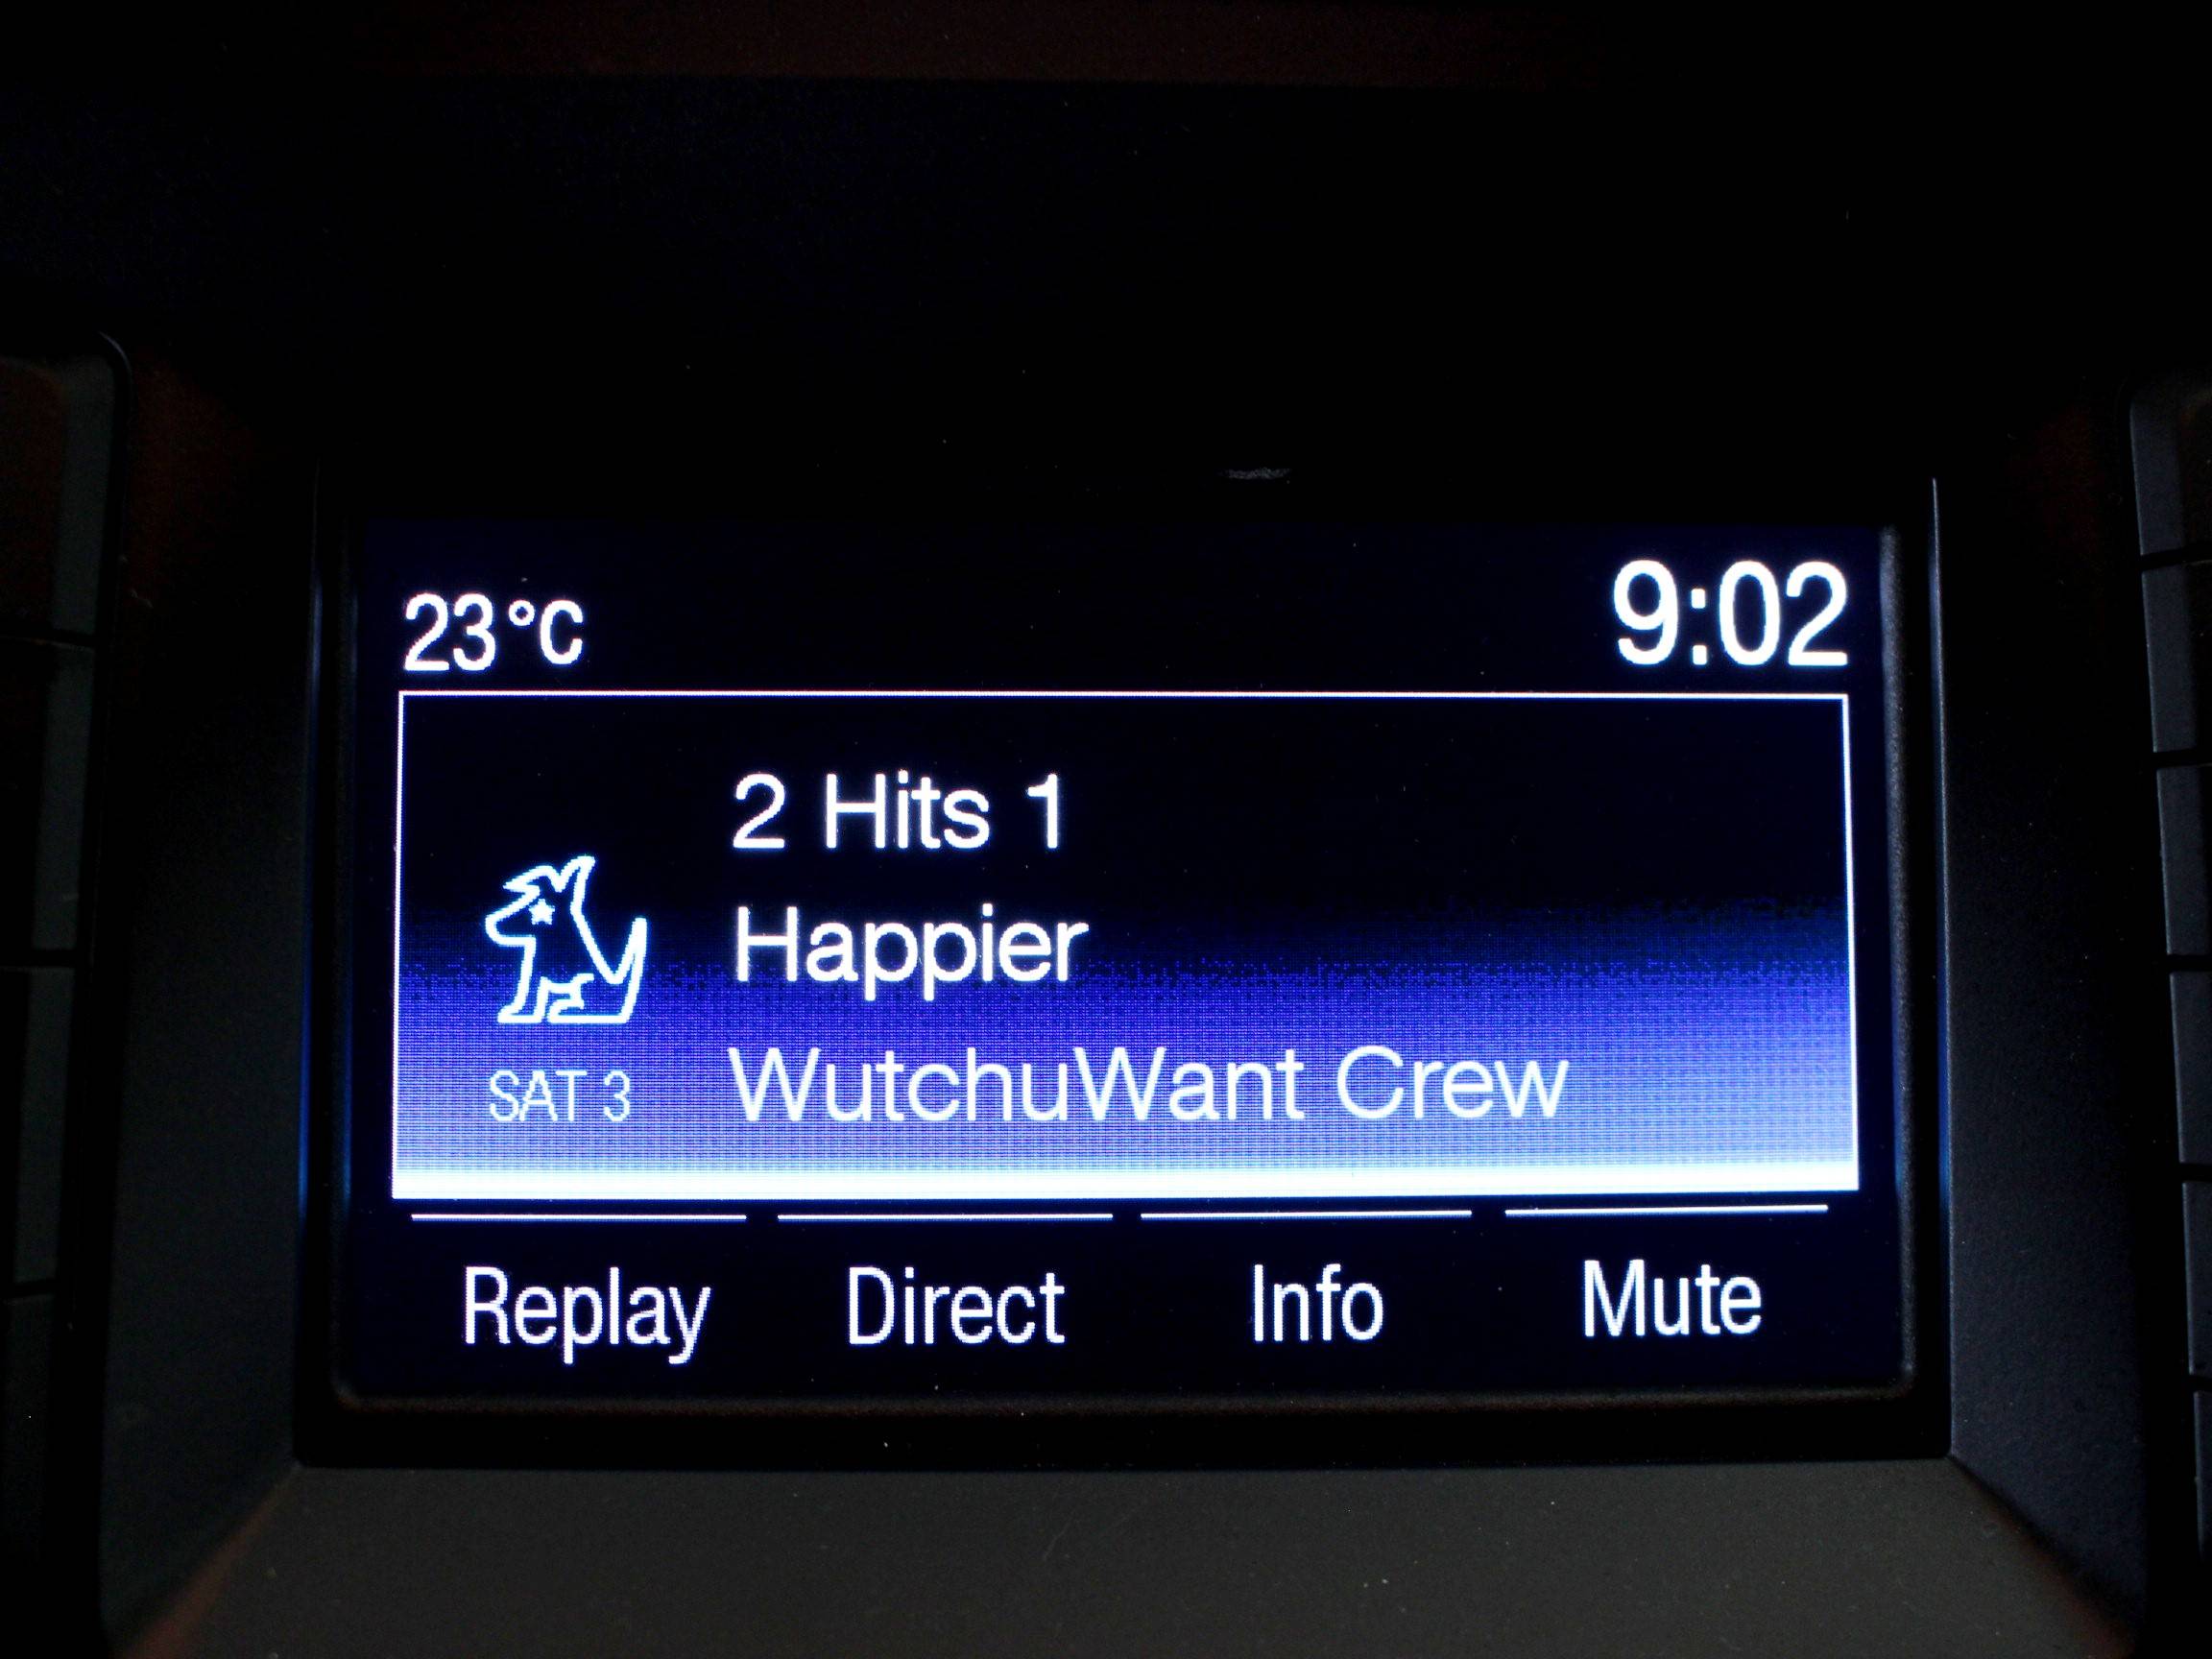 23°C 9:02
2 Hits 1
Happier
SAT 3 WutchuWant Crew
Replay Direct Info Mute